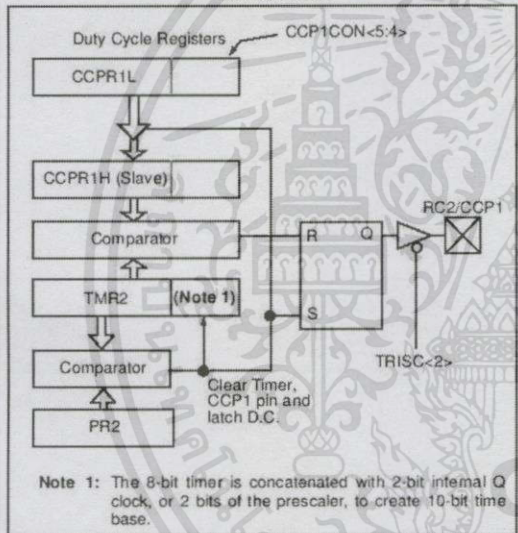 Duty Cycle Registers
CCP1CON<5:4>
CCPR1L
CCPR1H (Slave)
Comparator
R Q
RC2/CCP1
TMR2
(Note 1)
S
TRISC<2>
Comparator
Clear Timer,
CCP1 pin and
latch D.C.
PR2
Note 1: The 8-bit timer is concatenated with 2-bit internal Q
clock, or 2 bits of the prescaler, to create 10-bit time
base.